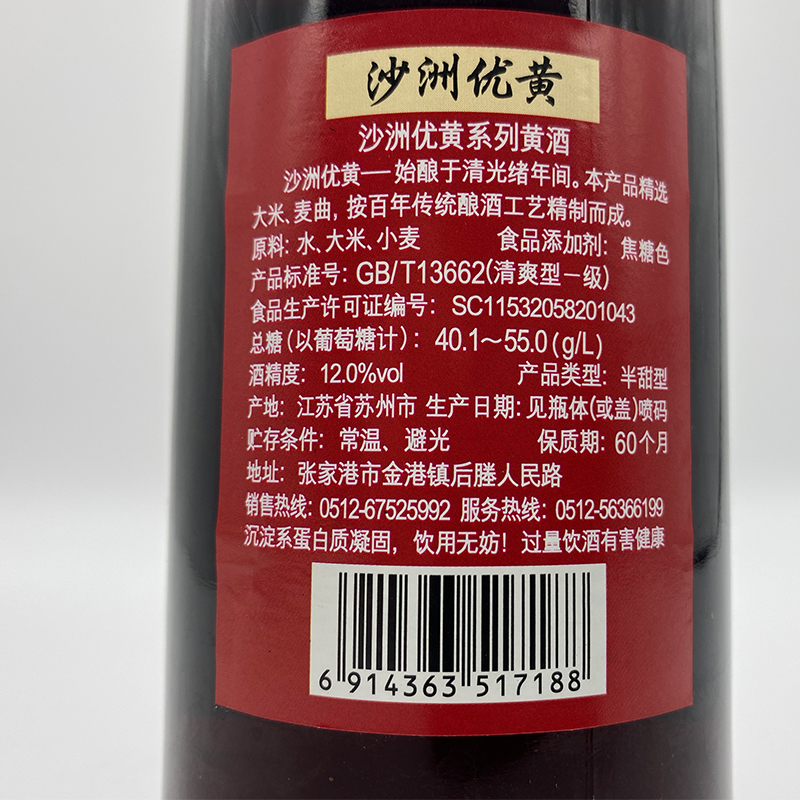 沙洲优黄
沙洲优黄系列黄酒
沙洲优黄——始酿于清光绪年间。本产品精选
大米、麦曲，按百年传统酿酒工艺精制而成。
原料：水、大米、小麦 食品添加剂：焦糖色
产品标准号：GB/T13662(清爽型一级)
食品生产许可证编号：SC11532058201043
总糖(以葡萄糖计)：40.1～55.0(g/L)
酒精度：12.0%vol 产品类型：半甜型
产地：江苏省苏州市 生产日期：见瓶体(或盖)喷码
贮存条件：常温、避光 保质期：60个月
地址：张家港市金港镇后塍人民路
销售热线：0512-67525992 服务热线：0512-56366199
沉淀系蛋白质凝固，饮用无妨！过量饮酒有害健康
6 914363 517188